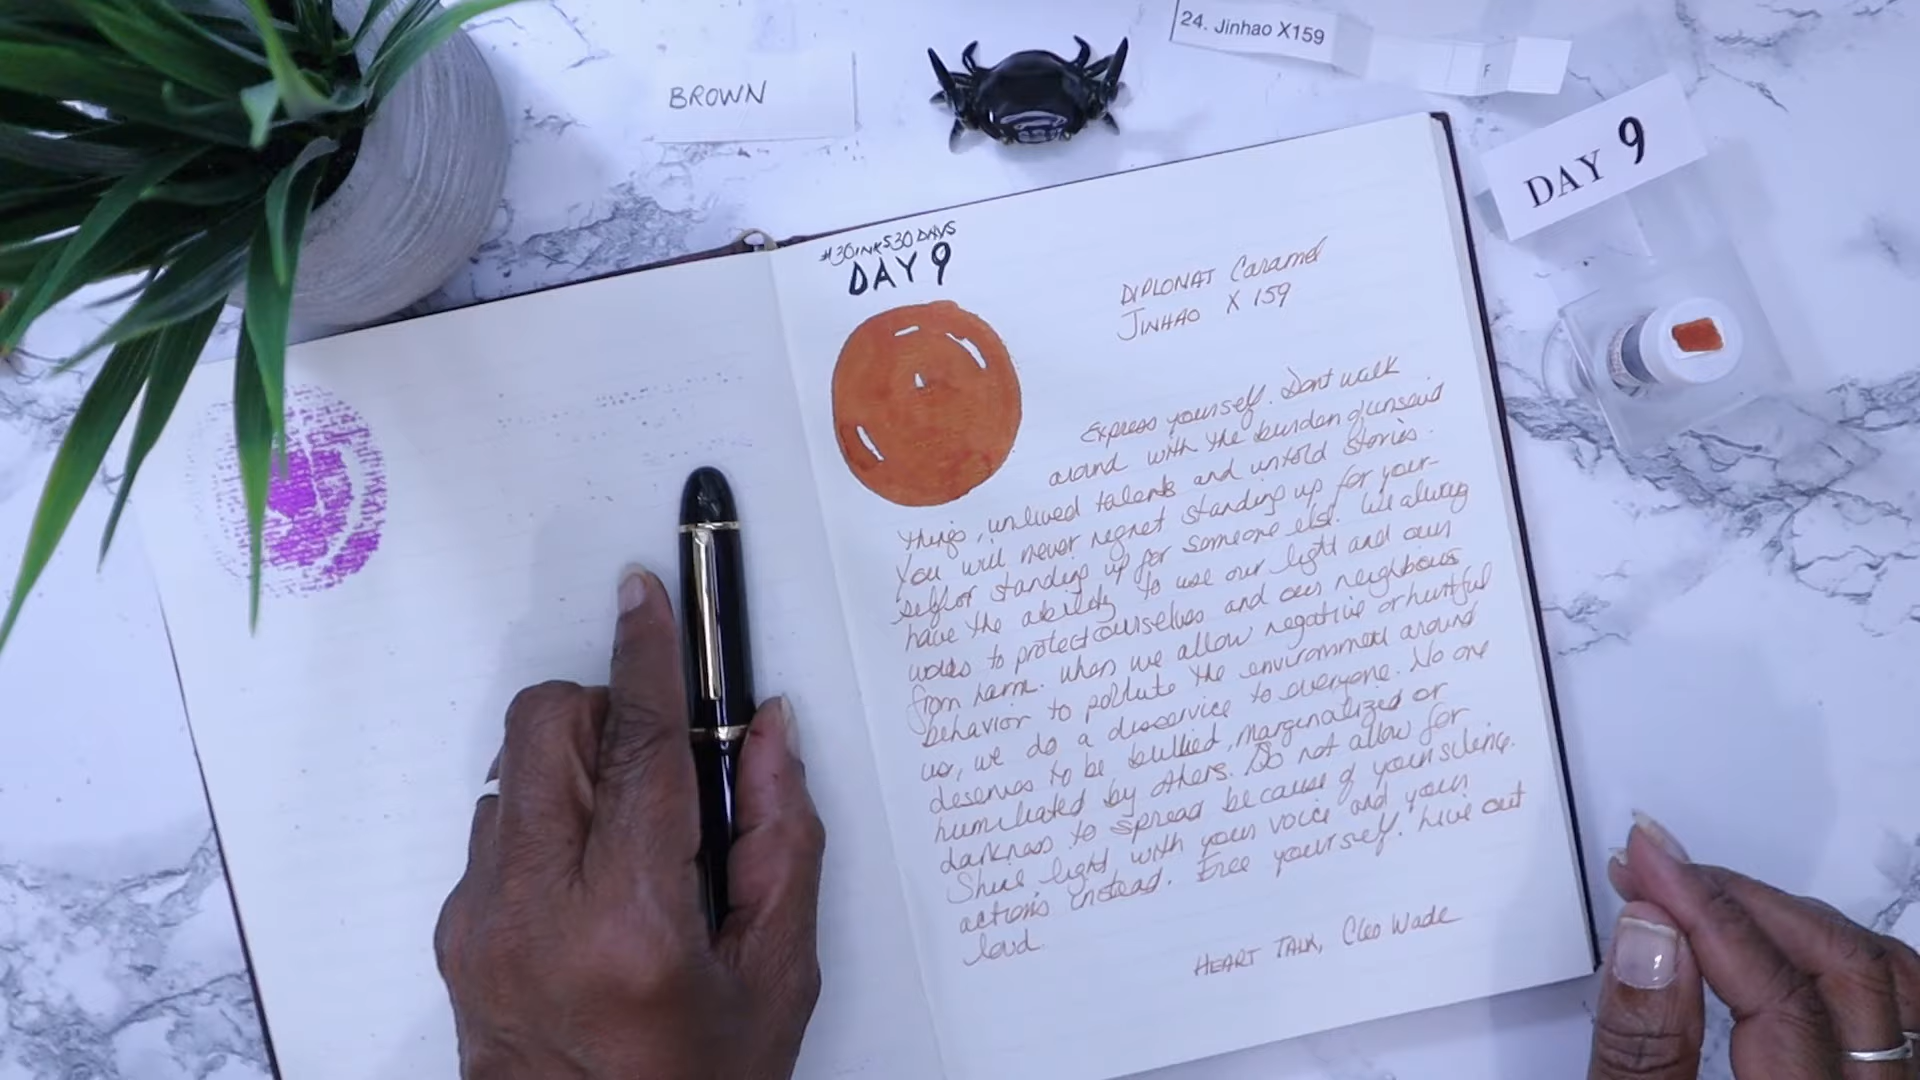 24. Jinhao X159
F
BROWN
DAY 9
#30INKS30DAYS
DAY 9
DIPLOMAT Caramel
JINHAO X 159
Express yourself. Dont walk
around with the burden of unsaid
things, unlived talents and untold stories.
You will never regret standing up for your-
self or standing up for someone else. We always
have the ability to use our light and our
words to protect ourselves and our neighbours
from harm. When we allow negative or hurtful
behavior to pollute the environment around
us, we do a disservice to everyone. No one
deserves to be bullied, marginalized or
humiliated by others. Do not allow for
darkness to spread because of your silence.
Shine light with your voice and your
actions instead. Free yourself. Live out
loud.
HEART TALK, Cleo Wade